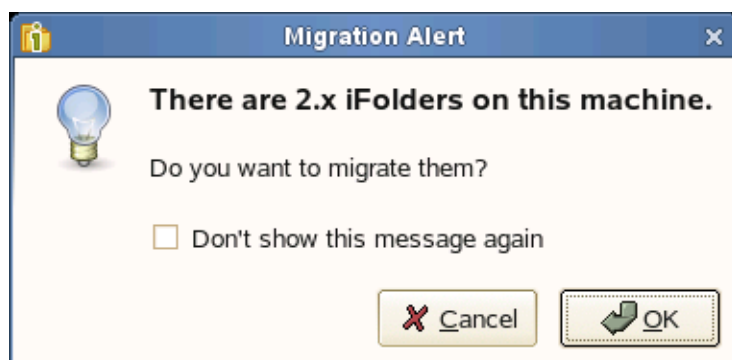 Migration Alert
There are 2.x iFolders on this machine.
Do you want to migrate them?
Don't show this message again
Cancel
OK